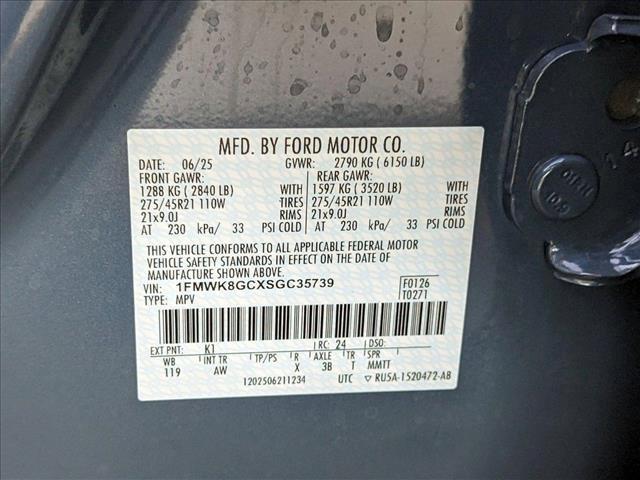 MFD. BY FORD MOTOR CO.
DATE: 06/25 GVWR: 2790 KG ( 6150 LB)
FRONT GAWR: REAR GAWR:
1288 KG ( 2840 LB) WITH 1597 KG ( 3520 LB) WITH
275/45R21 110W TIRES 275/45R21 110W TIRES
21x9.0J RIMS 21x9.0J RIMS
AT 230 kPa/ 33 PSI COLD AT 230 kPa/ 33 PSI COLD
THIS VEHICLE CONFORMS TO ALL APPLICABLE FEDERAL MOTOR
VEHICLE SAFETY STANDARDS IN EFFECT ON THE DATE OF
MANUFACTURE SHOWN ABOVE.
VIN: 1FMWK8GCXSGC35739 F0126
TYPE: MPV T0271
EXT PNT: K1 RC: 24 DSO:
WB INT TR TP/PS R AXLE TR SPR
119 AW X 3B T MMTT
1202506211234 UTC RU5A-1520472-AB
14